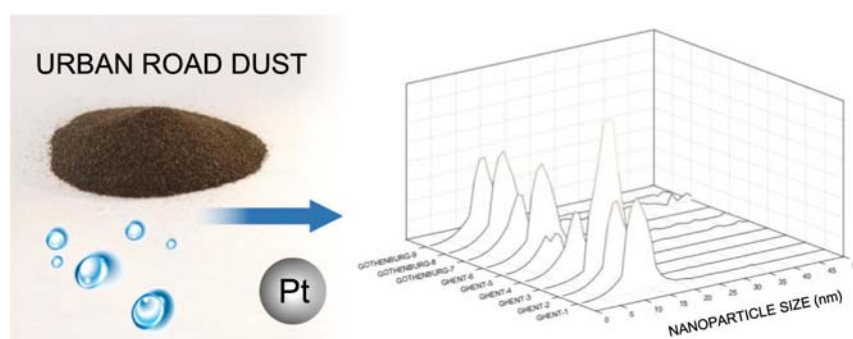 URBAN ROAD DUST
Pt
GOTHENBURG-9
GOTHENBURG-8
GOTHENBURG-7
GHENT-6
GHENT-5
GHENT-4
GHENT-3
GHENT-2
GHENT-1
0 5 10 15 20 25 30 35 40 45
NANOPARTICLE SIZE (nm)